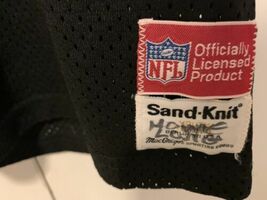 NFL
Officially
Licensed
Product
Sand-Knit®
MacGregor SPORTING GOODS